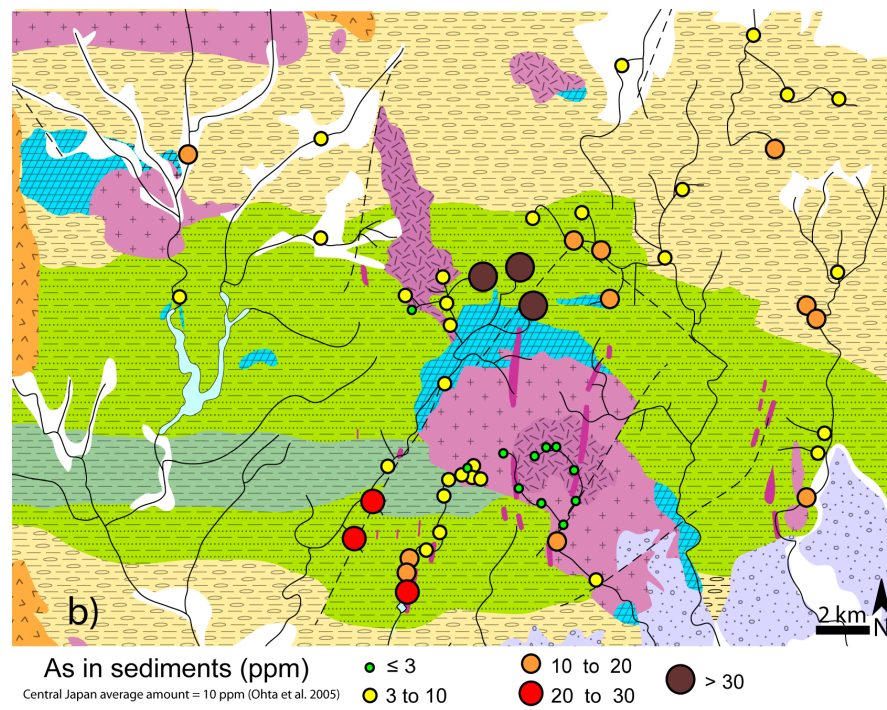 b)
2 km
N
As in sediments (ppm)
Central Japan average amount = 10 ppm (Ohta et al. 2005)
≤ 3
3 to 10
10 to 20
20 to 30
> 30